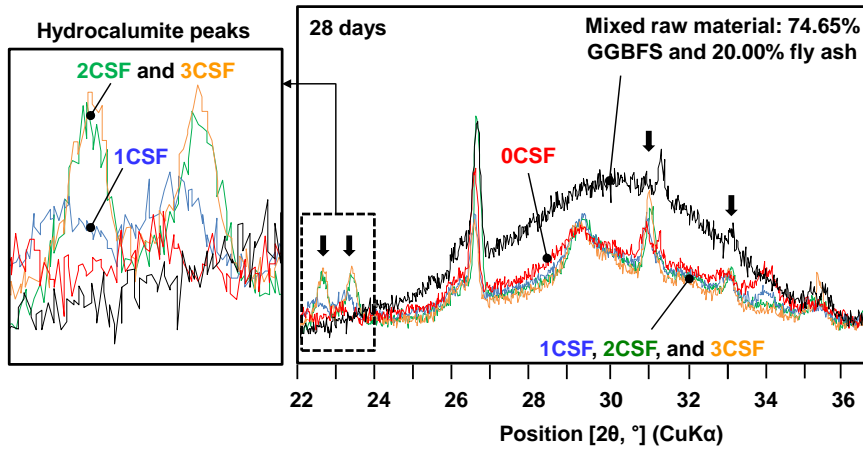 Hydrocalumite peaks
2CSF and 3CSF
1CSF
28 days
Mixed raw material: 74.65%
GGBFS and 20.00% fly ash
0CSF
1CSF, 2CSF, and 3CSF
22 24 26 28 30 32 34 36
Position [2θ, °] (CuKα)